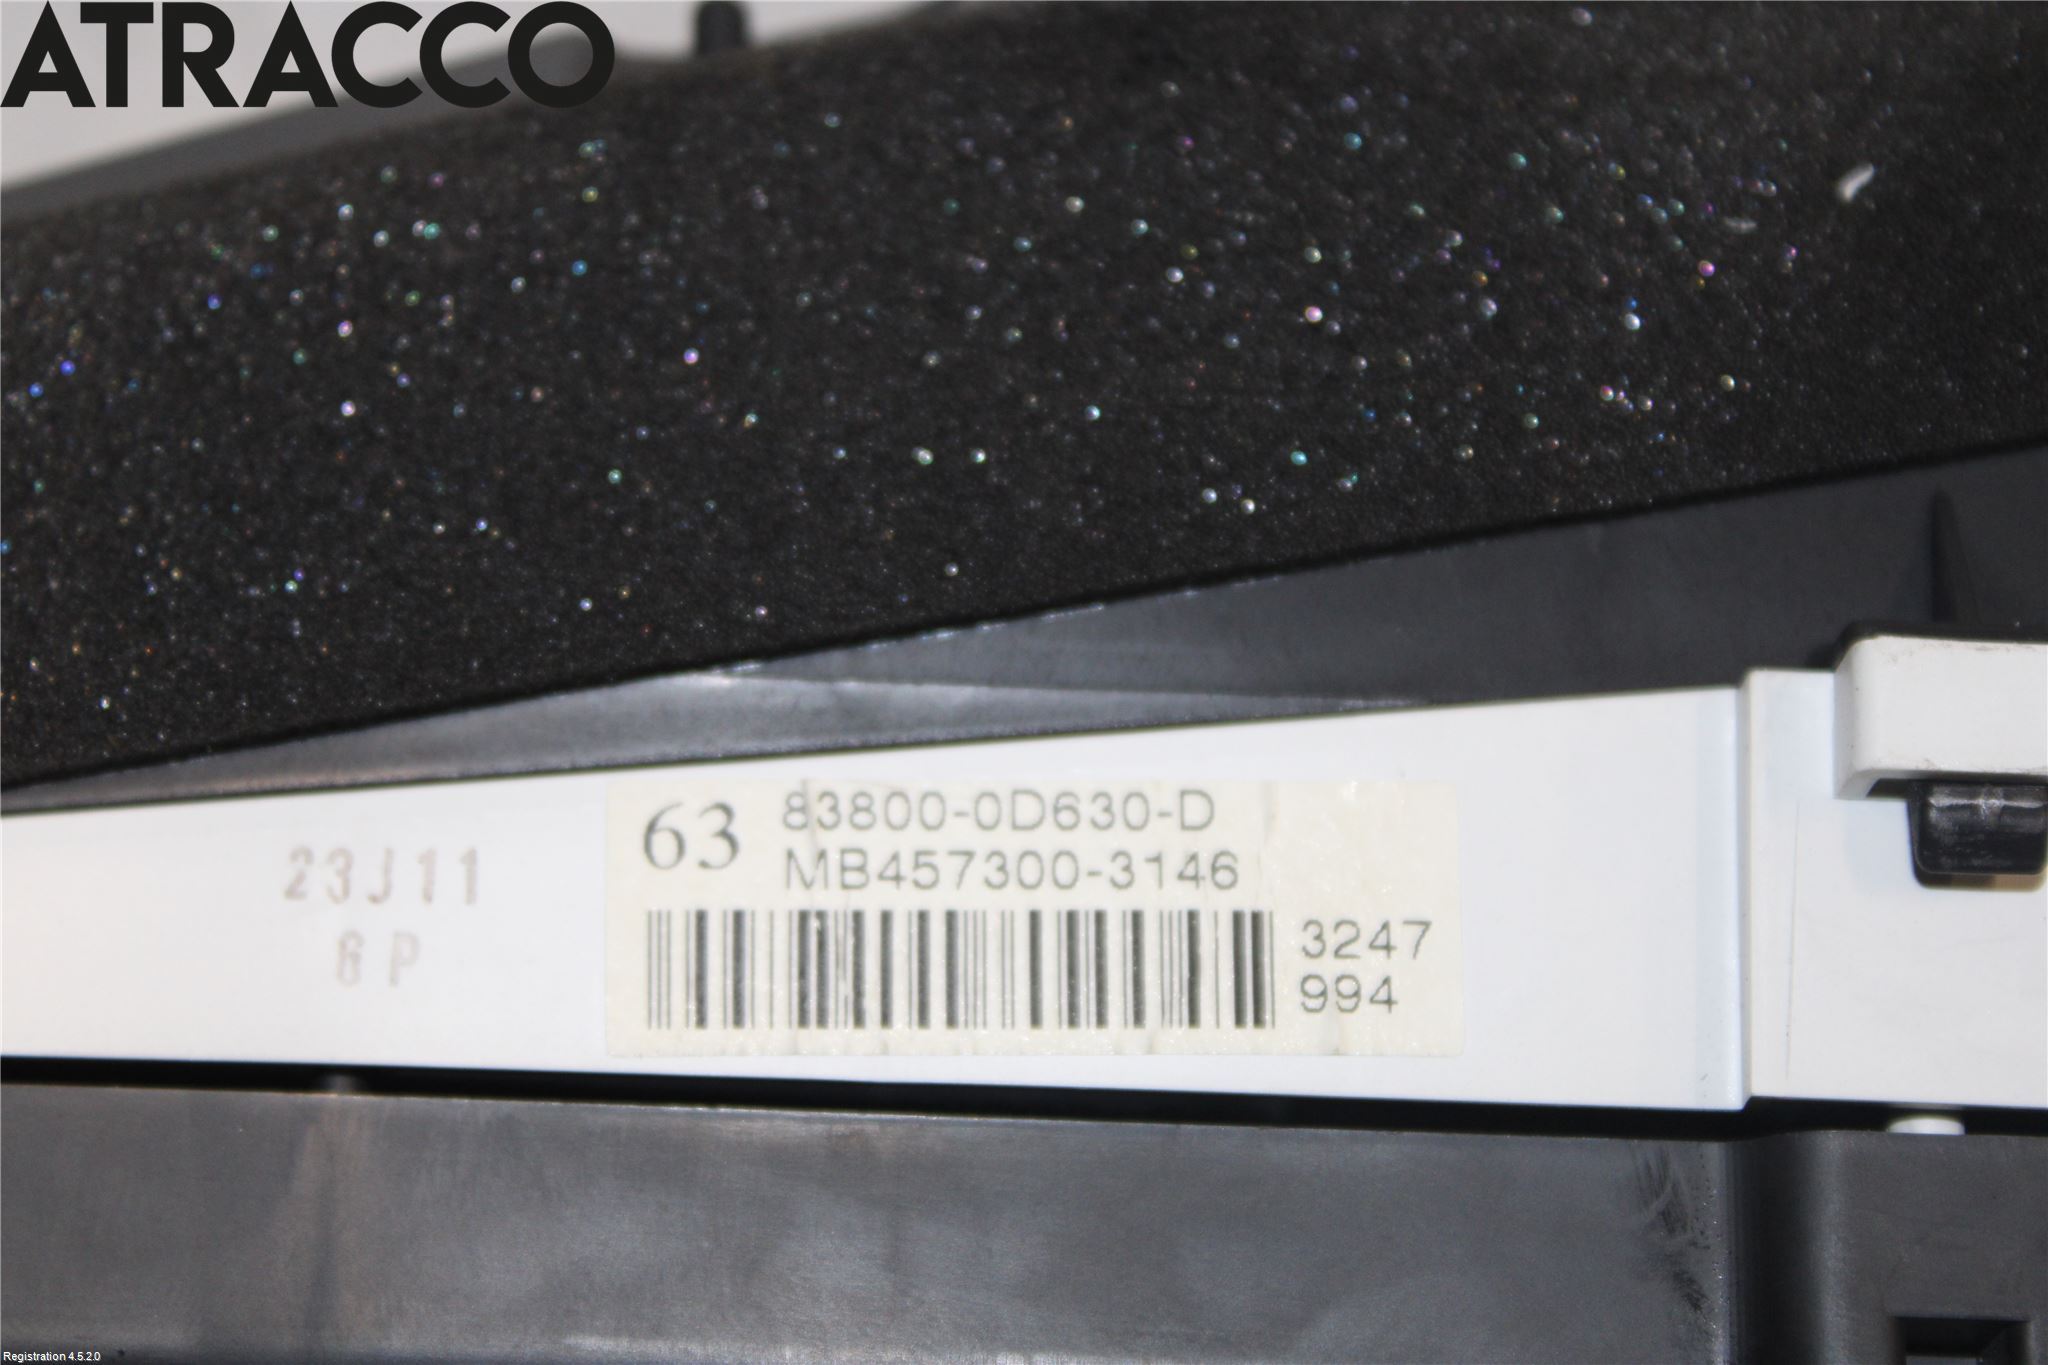 ATRACCO
63 83800-0D630-D
MB457300-3146
23J11
6P
3247
994
Registration 4.5.2.0